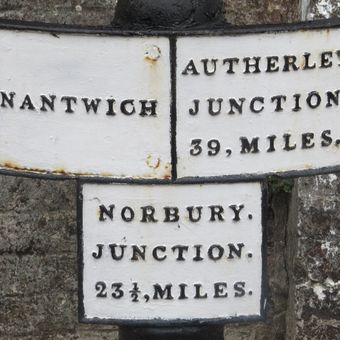 NANTWICH
AUTHERLEY
JUNCTION
39, MILES.
NORBURY.
JUNCTION.
23½, MILES.